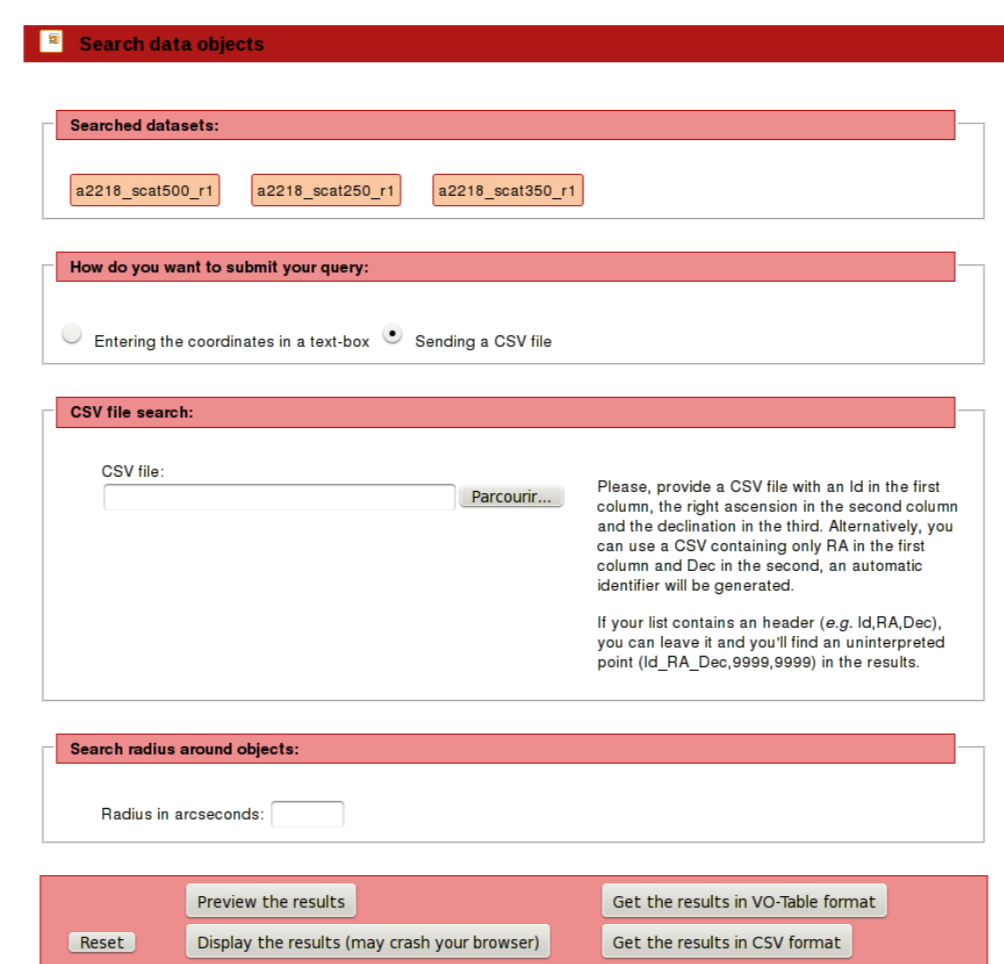 Search data objects
Searched datasets:
a2218_scat500_r1 a2218_scat250_r1 a2218_scat350_r1
How do you want to submit your query:
Entering the coordinates in a text-box Sending a CSV file
CSV file search:
CSV file:
Parcourir...
Please, provide a CSV file with an Id in the first
column, the right ascension in the second column
and the declination in the third. Alternatively, you
can use a CSV containing only RA in the first
column and Dec in the second, an automatic
identifier will be generated.
If your list contains an header (e.g. Id,RA,Dec),
you can leave it and you'll find an uninterpreted
point (Id_RA_Dec,9999,9999) in the results.
Search radius around objects:
Radius in arcseconds:
Preview the results Get the results in VO-Table format
Reset Display the results (may crash your browser) Get the results in CSV format